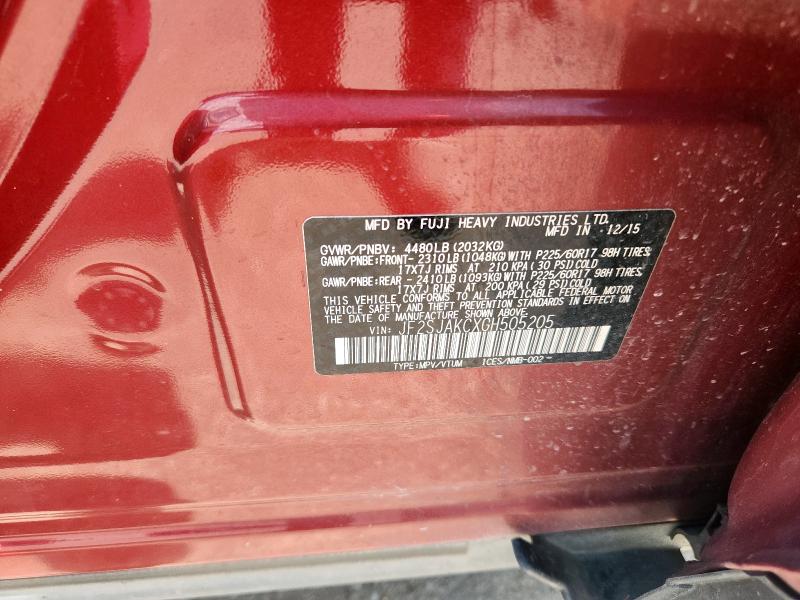 MFD BY FUJI HEAVY INDUSTRIES LTD.
MFD IN 12/15
GVWR/PNBV: 4480LB(2032KG)
GAWR/PNBE:FRONT- 2310LB(1048KG)WITH P225/60R17 98H TIRES,
17X7J RIMS AT 210 KPA(30 PSI)COLD
GAWR/PNBE:REAR - 2410LB(1093KG)WITH P225/60R17 98H TIRES,
17X7J RIMS AT 200 KPA(29 PSI)COLD
THIS VEHICLE CONFORMS TO ALL APPLICABLE FEDERAL MOTOR
VEHICLE SAFETY AND THEFT PREVENTION STANDARDS IN EFFECT ON
THE DATE OF MANUFACTURE SHOWN ABOVE.
VIN: JF2SJAKCXGH505205
TYPE:MPV/VTUM ICES/NMB-002-